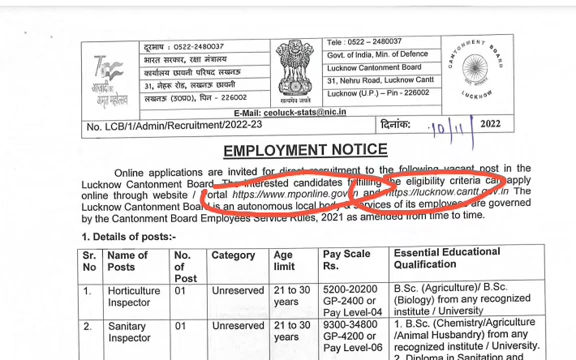 दूरभाष : 0522-2480037
भारत सरकार, रक्षा मंत्रालय
कार्यालय छावनी परिषद लखनऊ
31, नेहरू रोड, लखनऊ छावनी
लखनऊ (उ0प्र0), पिन - 226002
आज़ादी का
अमृत महोत्सव
सत्यमेव जयते
Tele : 0522 – 2480037
Govt. of India, Min. of Defence
Lucknow Cantonment Board
31, Nehru Road, Lucknow Cantt
Lucknow (U.P.) – Pin - 226002
CANTONMENT BOARD
LUCKNOW
E-Mail: ceoluck-stats@nic.in
No. LCB/1/Admin/Recruitment/2022-23
दिनांक: 10/11/ 2022
EMPLOYMENT NOTICE
Online applications are invited for direct recruitment to the following vacant post in the
Lucknow Cantonment Board. The interested candidates fulfilling the eligibility criteria can apply
online through website / Portal https://www.mponline.gov.in and https://lucknow.cantt.gov.in The
Lucknow Cantonment Board is an autonomous local body & services of its employees are governed
by the Cantonment Board Employees Service Rules, 2021 as amended from time to time.
1. Details of posts:-
Sr. No Name of Posts No. of Post Category Age limit Pay Scale Rs. Essential Educational Qualification
1. Horticulture Inspector 01 Unreserved 21 to 30 years 5200-20200 GP-2400 or Pay Level-04 B.Sc. (Agriculture)/ B.Sc. (Biology) from any recognized institute / University
2. Sanitary Inspector 01 Unreserved 21 to 30 years 9300-34800 GP-4200 or Pay Level-06 1. B.Sc. (Chemistry/Agriculture /Animal Husbandry) from any recognized institute / University.
2. Diploma in Sanitation and